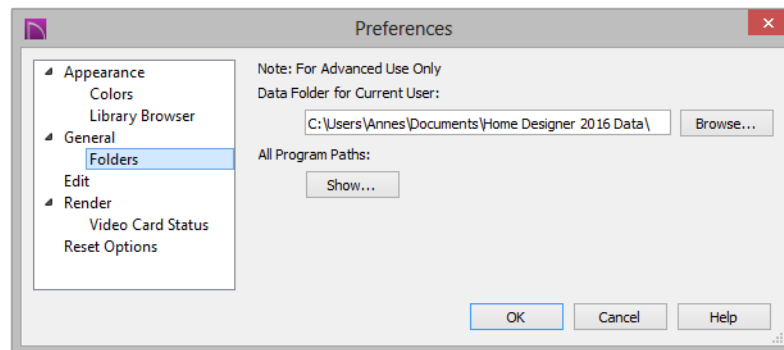 Preferences
Appearance
Colors
Library Browser
General
Folders
Edit
Render
Video Card Status
Reset Options
Note: For Advanced Use Only
Data Folder for Current User:
C:\Users\Annes\Documents\Home Designer 2016 Data\
Browse...
All Program Paths:
Show...
OK
Cancel
Help